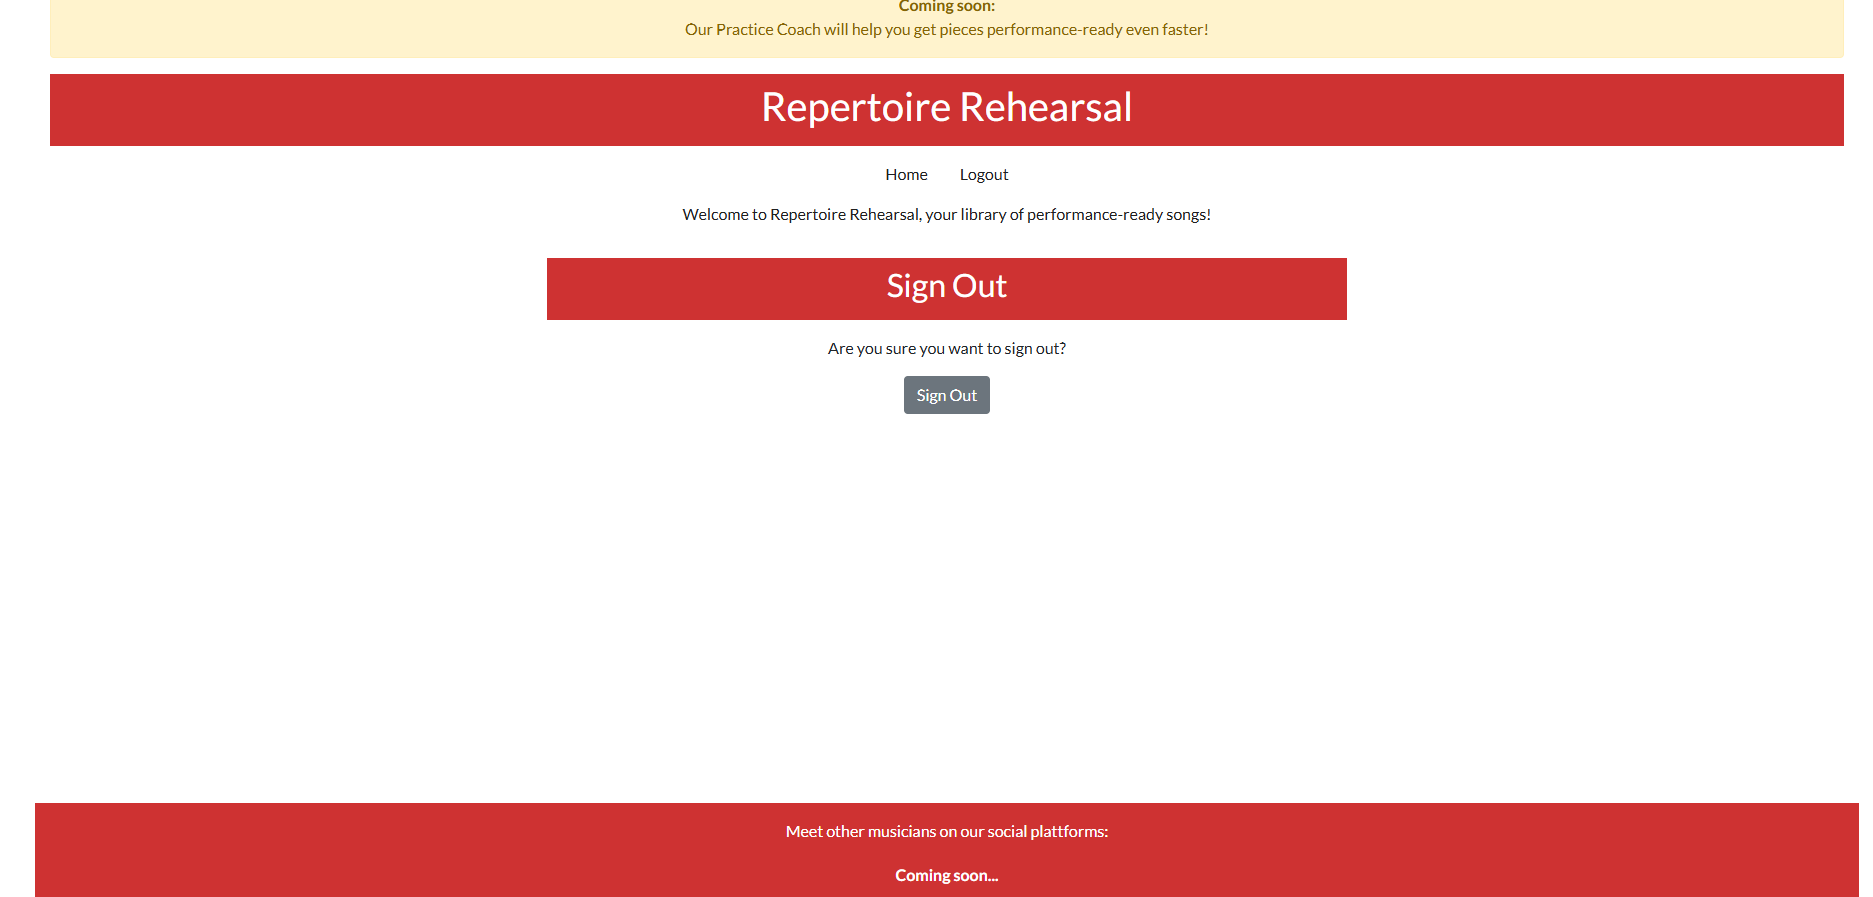 Coming soon:
Our Practice Coach will help you get pieces performance-ready even faster!
Repertoire Rehearsal
Home Logout
Welcome to Repertoire Rehearsal, your library of performance-ready songs!
Sign Out
Are you sure you want to sign out?
Sign Out
Meet other musicians on our social plattforms:
Coming soon...